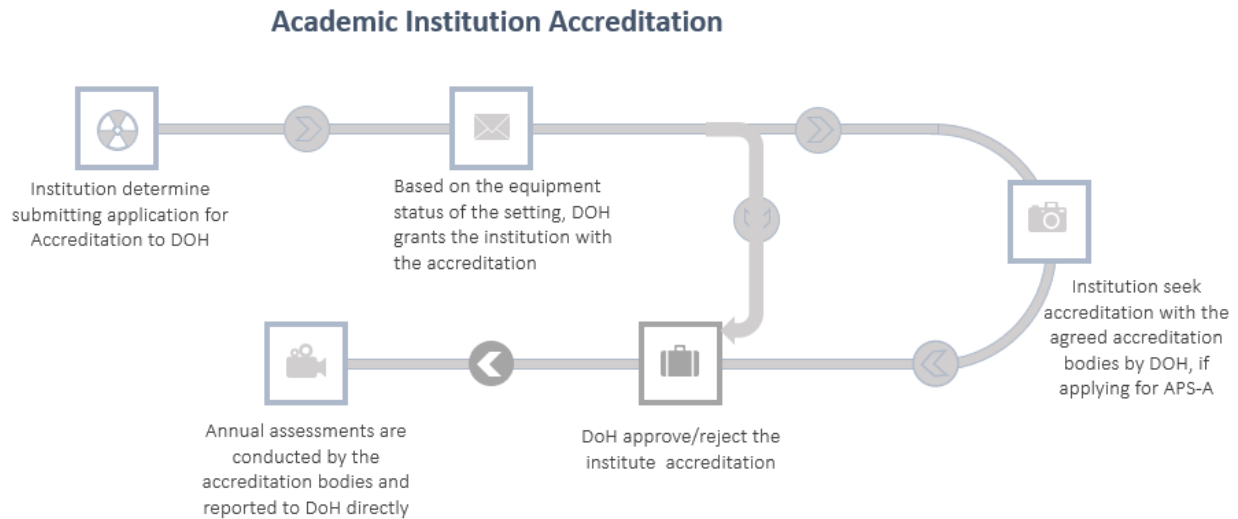 Academic Institution Accreditation
Institution determine
submitting application for
Accreditation to DOH
Based on the equipment
status of the setting, DOH
grants the institution with
the accreditation
Institution seek
accreditation with the
agreed accreditation
bodies by DOH, if
applying for APS-A
DoH approve/reject the
institute accreditation
Annual assessments are
conducted by the
accreditation bodies and
reported to DoH directly